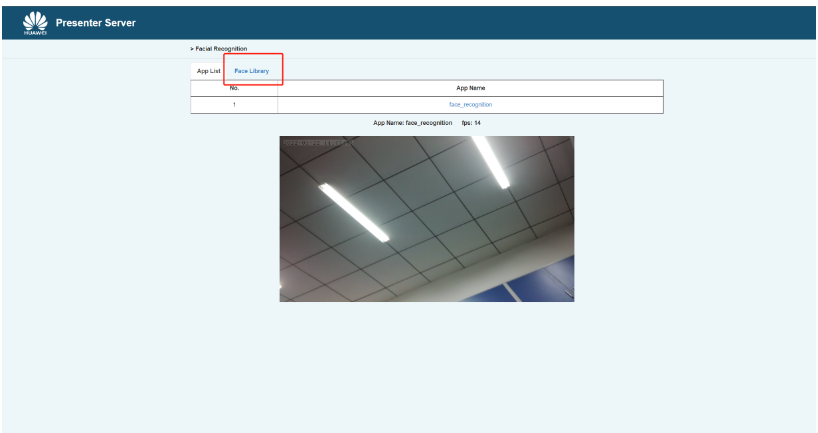 HUAWEI
Presenter Server
> Facial Recognition
App List Face Library
No. App Name
1 face_recognition
App Name: face_recognition fps: 14